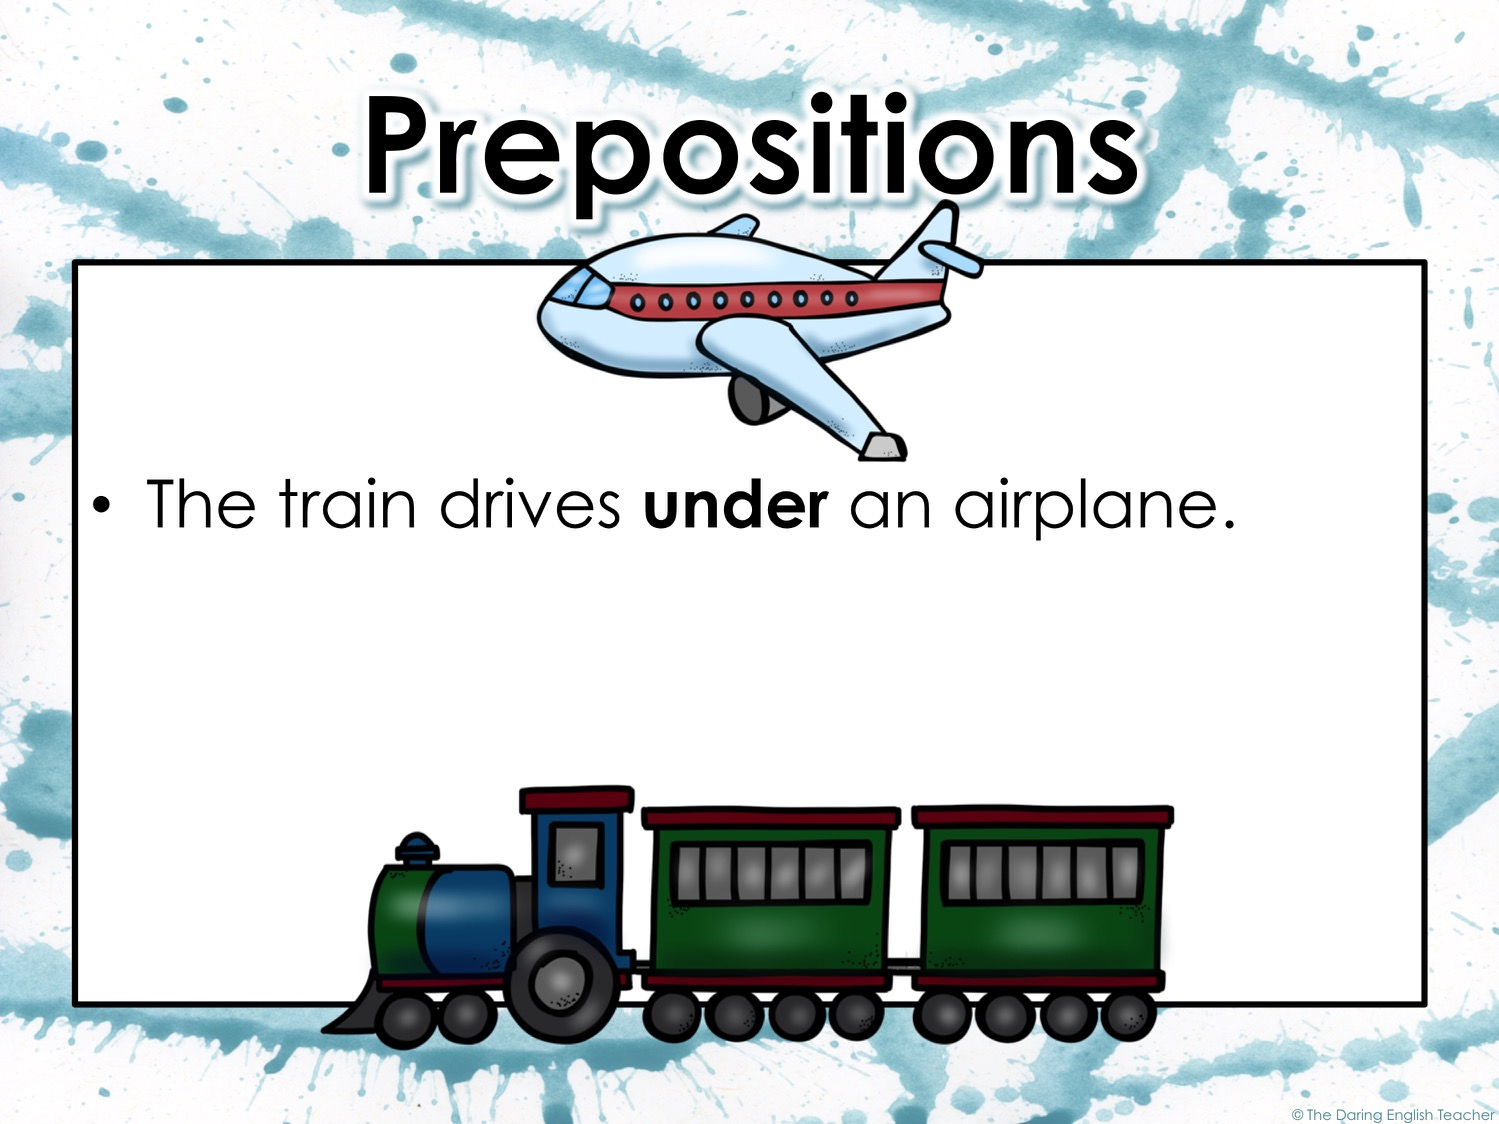 Prepositions
• The train drives under an airplane.
© The Daring English Teacher